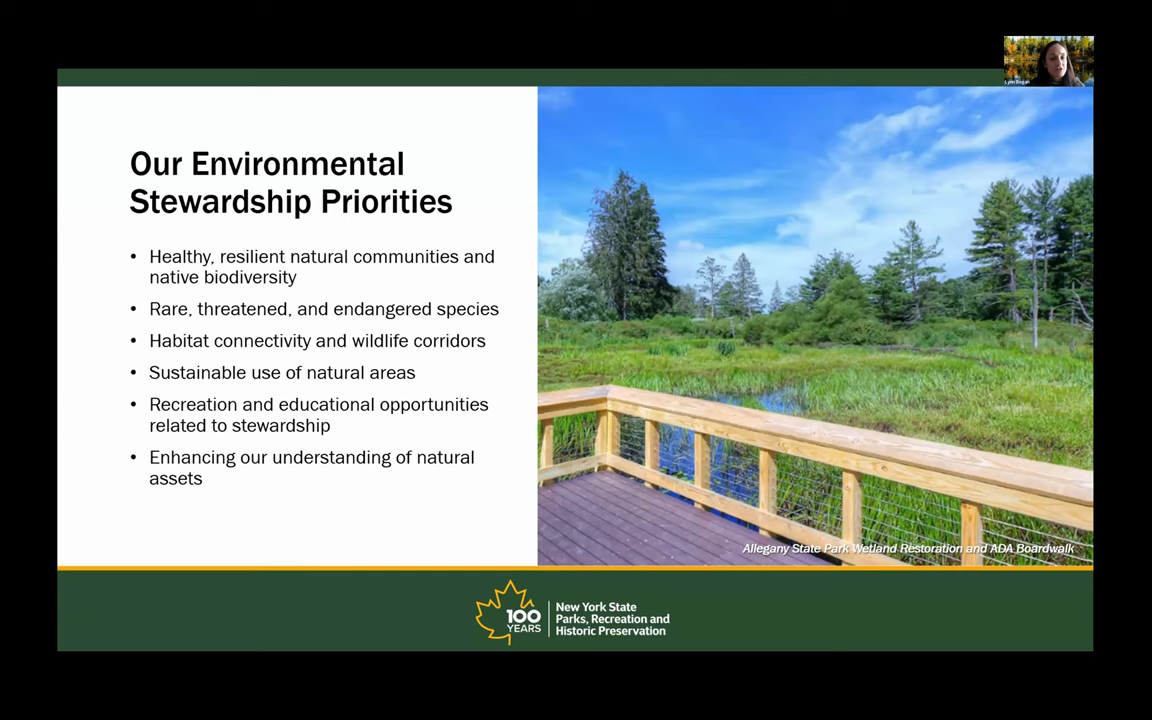 Lynn Bogan
Our Environmental
Stewardship Priorities
• Healthy, resilient natural communities and
native biodiversity
• Rare, threatened, and endangered species
• Habitat connectivity and wildlife corridors
• Sustainable use of natural areas
• Recreation and educational opportunities
related to stewardship
• Enhancing our understanding of natural
assets
Allegany State Park Wetland Restoration and ADA Boardwalk
100
YEARS
New York State
Parks, Recreation and
Historic Preservation